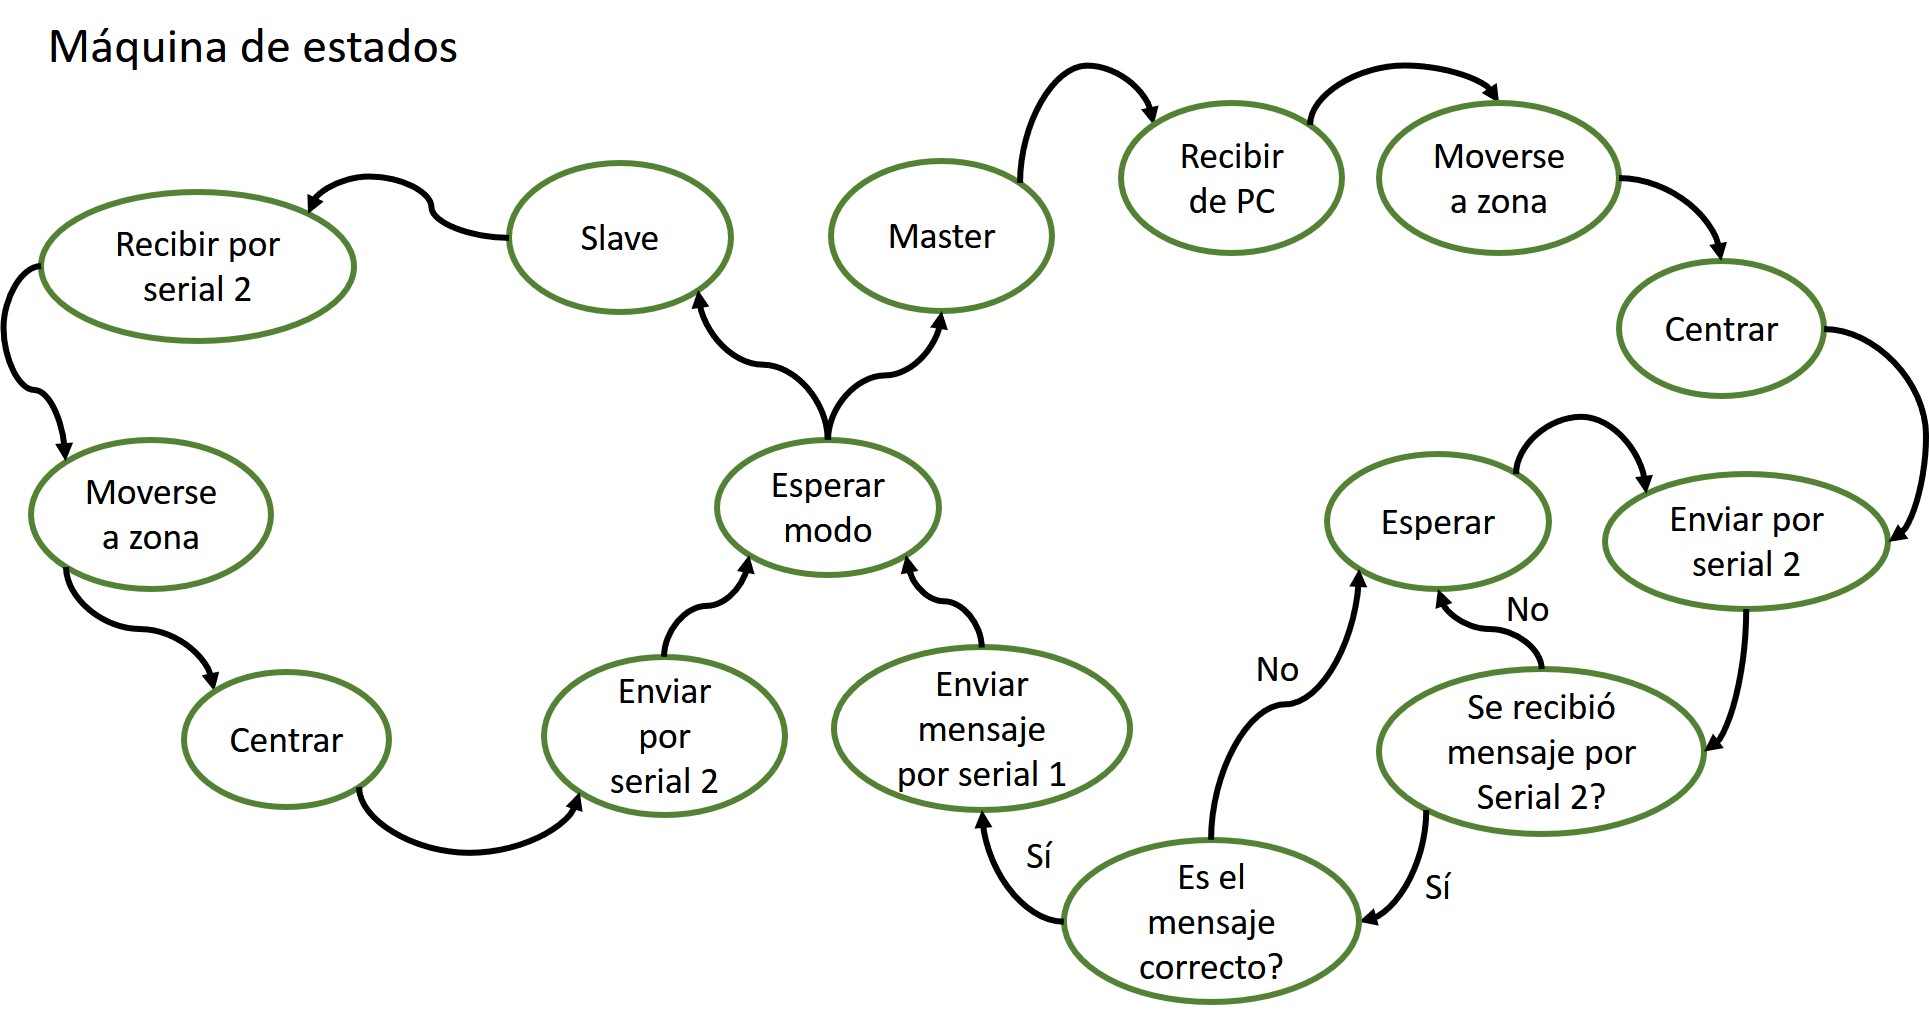 Máquina de estados
Recibir
de PC
Moverse
a zona
Slave
Master
Recibir por
serial 2
Centrar
Moverse
a zona
Esperar
modo
Esperar
Enviar por
serial 2
No
No
Centrar
Enviar
por
serial 2
Enviar
mensaje
por serial 1
Se recibió
mensaje por
Serial 2?
Sí
Sí
Es el
mensaje
correcto?